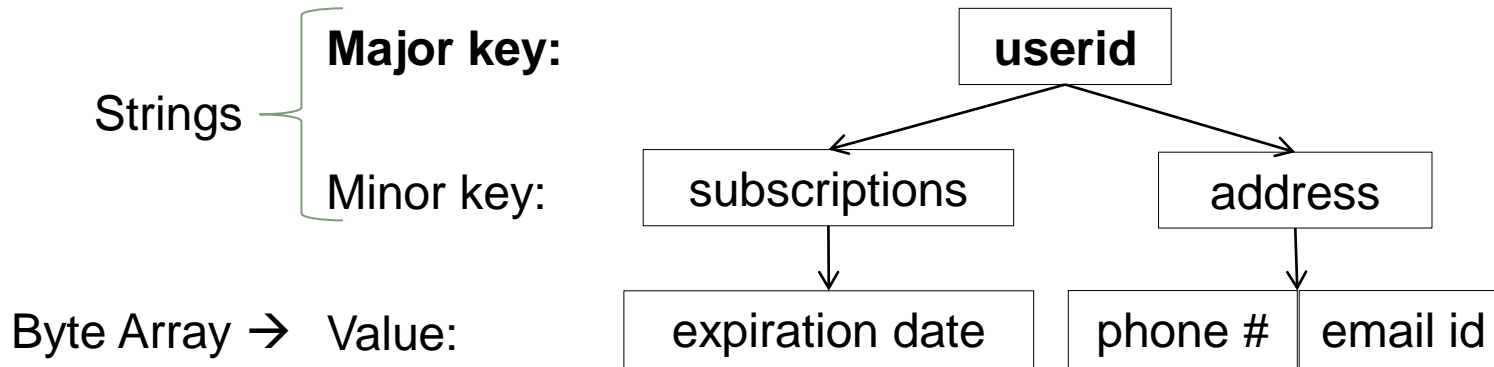 Major key: userid
Strings
Minor key: subscriptions address
Byte Array → Value: expiration date phone # email id